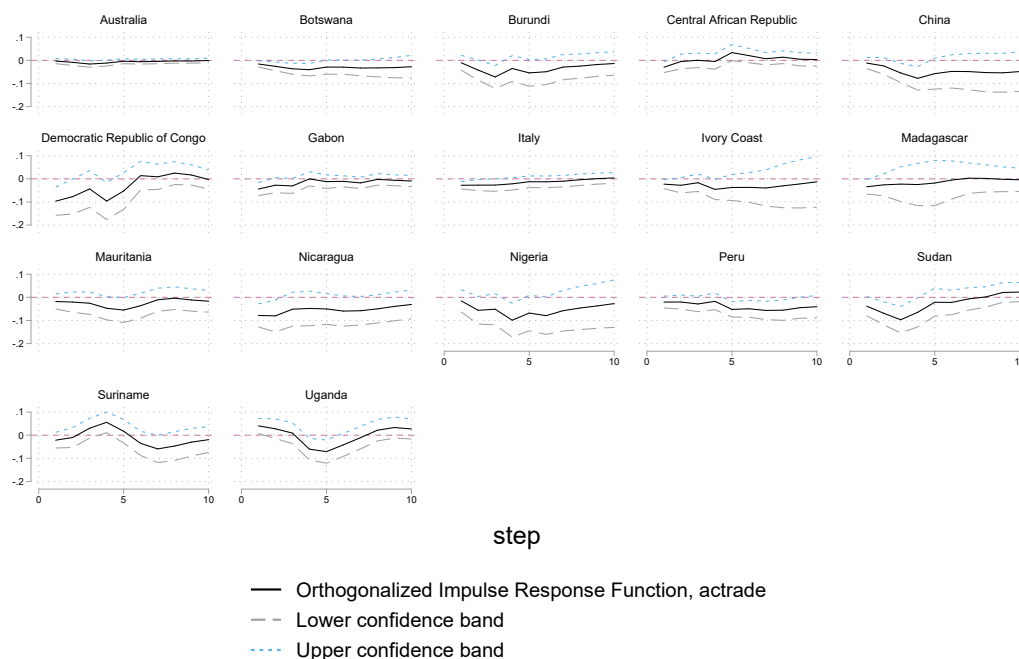 Australia Botswana Burundi Central African Republic China
.1
0
-.1
-.2
Democratic Republic of Congo Gabon Italy Ivory Coast Madagascar
.1
0
-.1
-.2
Mauritania Nicaragua Nigeria Peru Sudan
.1
0
-.1
-.2
0 5 10 0 5 10 0 5 10
Suriname Uganda
.1
0
-.1
-.2
0 5 10 0 5 10
step
Orthogonalized Impulse Response Function, actrade
Lower confidence band
Upper confidence band